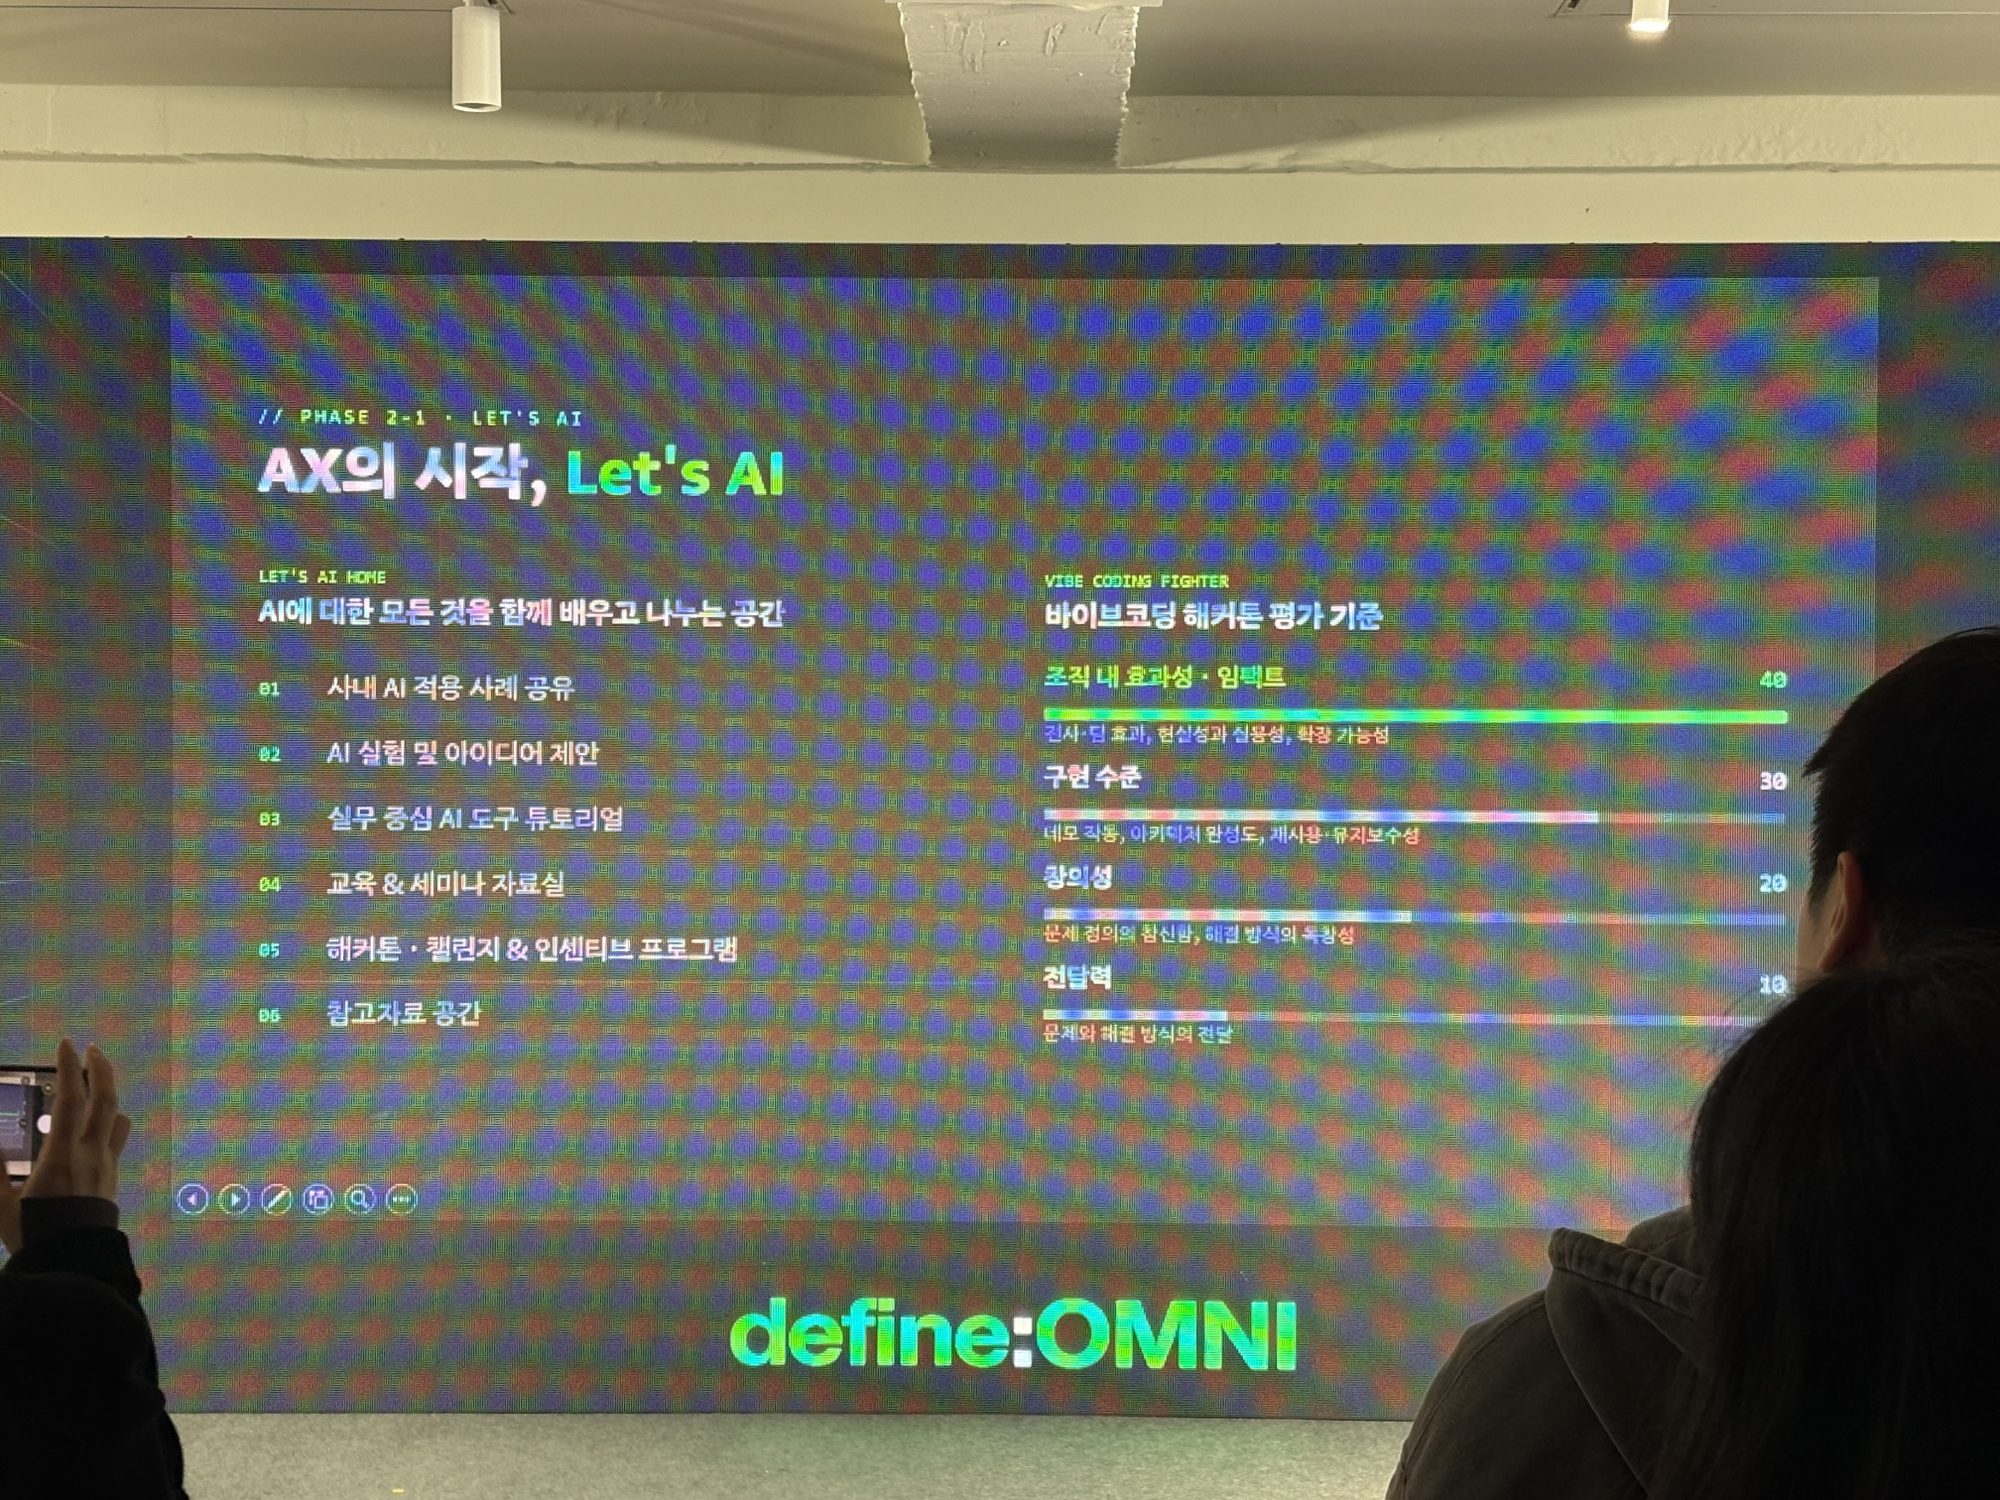 // PHASE 2-1 · LET'S AI
AX의 시작, Let's AI
LET'S AI HOME
AI에 대한 모든 것을 함께 배우고 나누는 공간
01 사내 AI 적용 사례 공유
02 AI 실험 및 아이디어 제안
03 실무 중심 AI 도구 튜토리얼
04 교육 & 세미나 자료실
05 해커톤 · 챌린지 & 인센티브 프로그램
06 참고자료 공간
VIBE CODING FIGHTER
바이브코딩 해커톤 평가 기준
조직 내 효과성 · 임팩트 40
전사·팀 효과, 현실성과 실용성, 확장 가능성
구현 수준 30
데모 작동, 아키텍처 완성도, 재사용·유지보수성
창의성 20
문제 정의의 참신함, 해결 방식의 독창성
전달력 10
문제와 해결 방식의 전달
define:OMNI